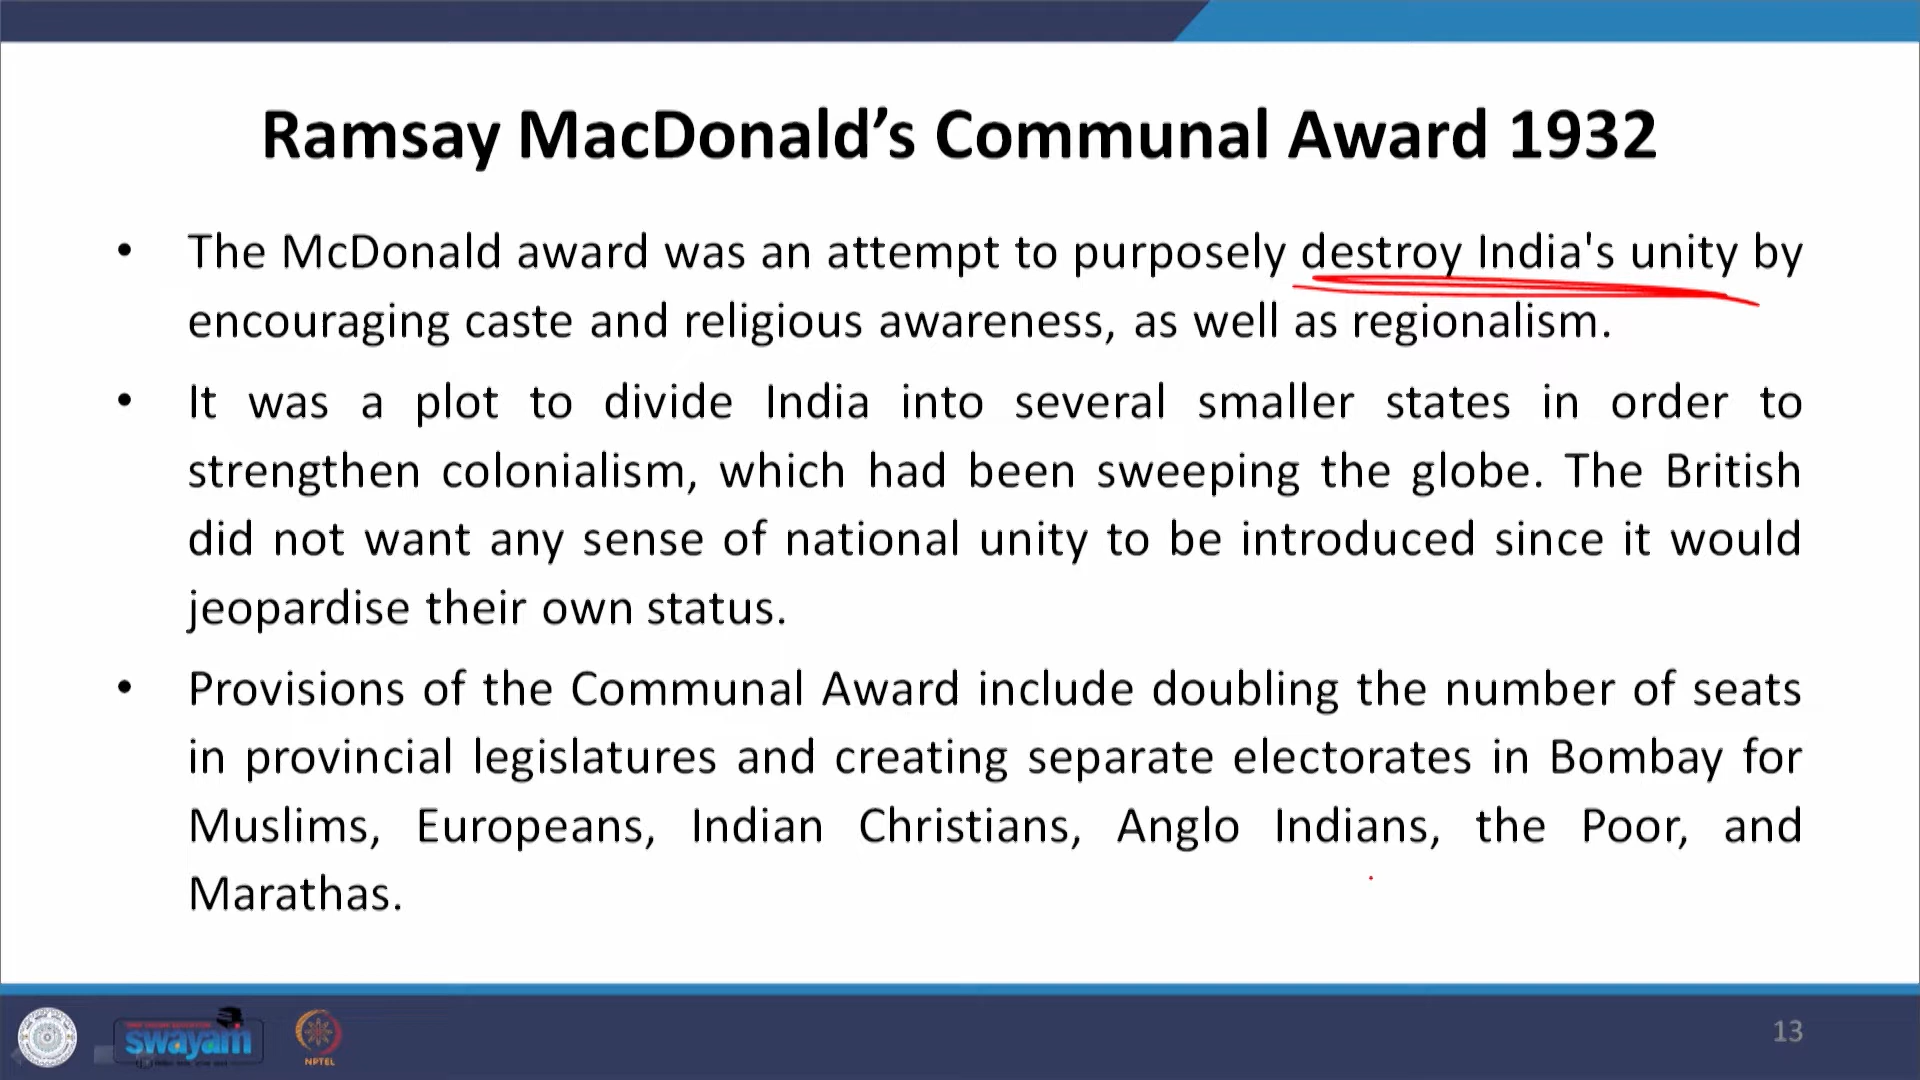 Ramsay MacDonald’s Communal Award 1932
• The McDonald award was an attempt to purposely destroy India's unity by
encouraging caste and religious awareness, as well as regionalism.
• It was a plot to divide India into several smaller states in order to
strengthen colonialism, which had been sweeping the globe. The British
did not want any sense of national unity to be introduced since it would
jeopardise their own status.
• Provisions of the Communal Award include doubling the number of seats
in provincial legislatures and creating separate electorates in Bombay for
Muslims, Europeans, Indian Christians, Anglo Indians, the Poor, and
Marathas.
swayam
NPTEL
13